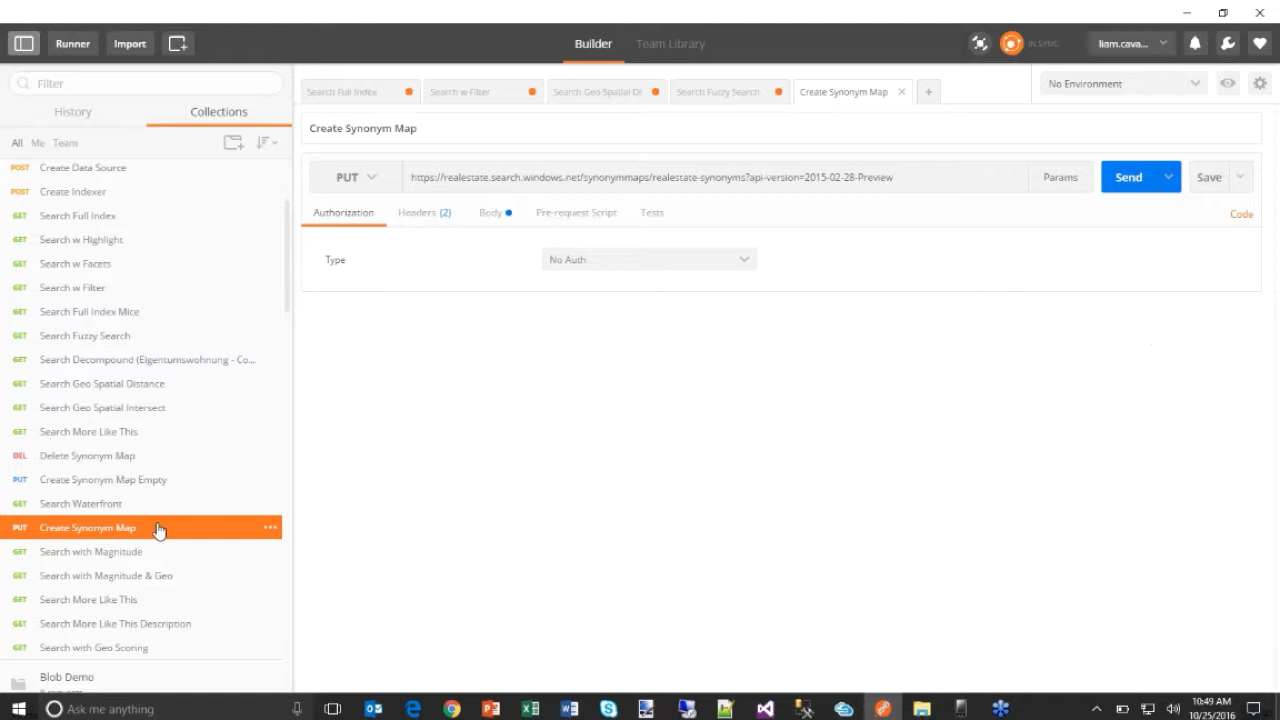 Runner
Import
Builder
Team Library
IN SYNC
liam.cava...
Filter
History
Collections
All Me Team
POST Create Data Source
POST Create Indexer
GET Search Full Index
GET Search w Highlight
GET Search w Facets
GET Search w Filter
GET Search Full Index Mice
GET Search Fuzzy Search
GET Search Decompound (Eigentumswohnung - Co...
GET Search Geo Spatial Distance
GET Search Geo Spatial Intersect
GET Search More Like This
DEL Delete Synonym Map
PUT Create Synonym Map Empty
GET Search Waterfront
PUT Create Synonym Map ...
GET Search with Magnitude
GET Search with Magnitude & Geo
GET Search More Like This
GET Search More Like This Description
GET Search with Geo Scoring
Blob Demo
Search Full Index
Search w Filter
Search Geo Spatial Di
Search Fuzzy Search
Create Synonym Map
+
No Environment
Create Synonym Map
PUT
https://realestate.search.windows.net/synonymmaps/realestate-synonyms?api-version=2015-02-28-Preview
Params
Send
Save
Authorization
Headers (2)
Body
Pre-request Script
Tests
Code
Type
No Auth
Ask me anything
10:49 AM
10/25/2016